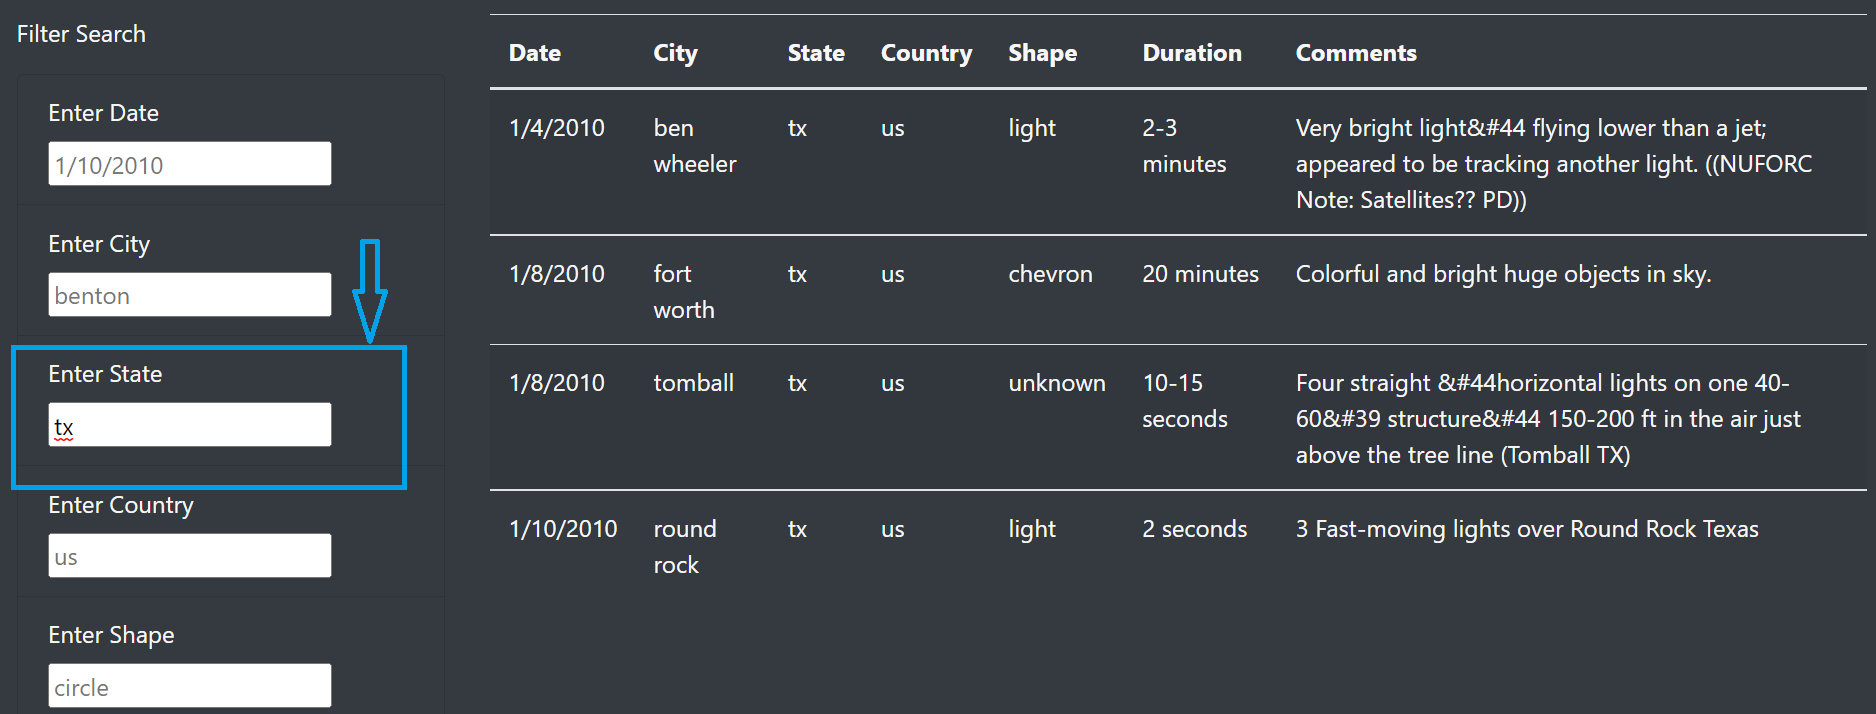 Filter Search
Enter Date
1/10/2010
Enter City
benton
Enter State
tx
Enter Country
us
Enter Shape
circle
Date City State Country Shape Duration Comments
1/4/2010 ben tx us light 2-3 Very bright light&#44 flying lower than a jet;
wheeler minutes appeared to be tracking another light. ((NUFORC
Note: Satellites?? PD))
1/8/2010 fort tx us chevron 20 minutes Colorful and bright huge objects in sky.
worth
1/8/2010 tomball tx us unknown 10-15 Four straight &#44horizontal lights on one 40-
seconds 60&#39 structure&#44 150-200 ft in the air just
above the tree line (Tomball TX)
1/10/2010 round tx us light 2 seconds 3 Fast-moving lights over Round Rock Texas
rock